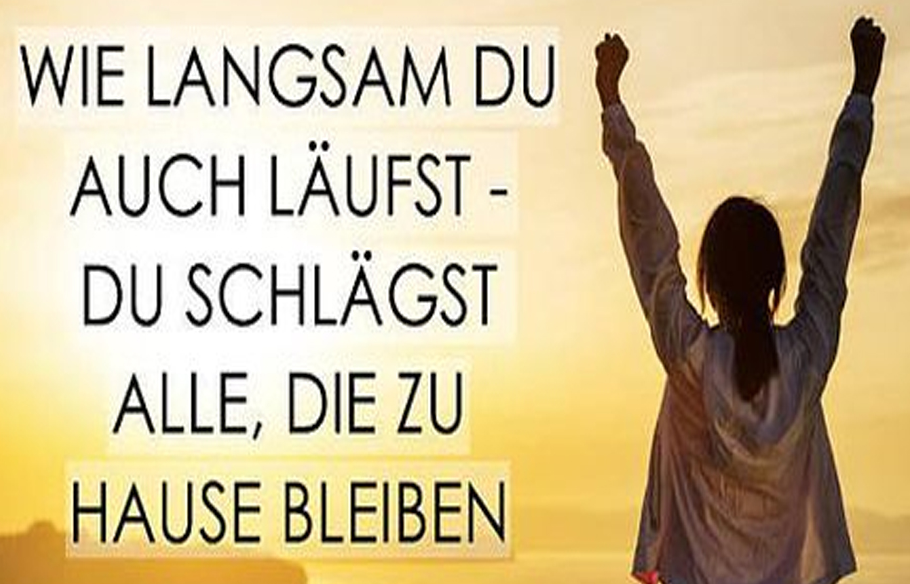 WIE LANGSAM DU
AUCH LÄUFST -
DU SCHLÄGST
ALLE, DIE ZU
HAUSE BLEIBEN